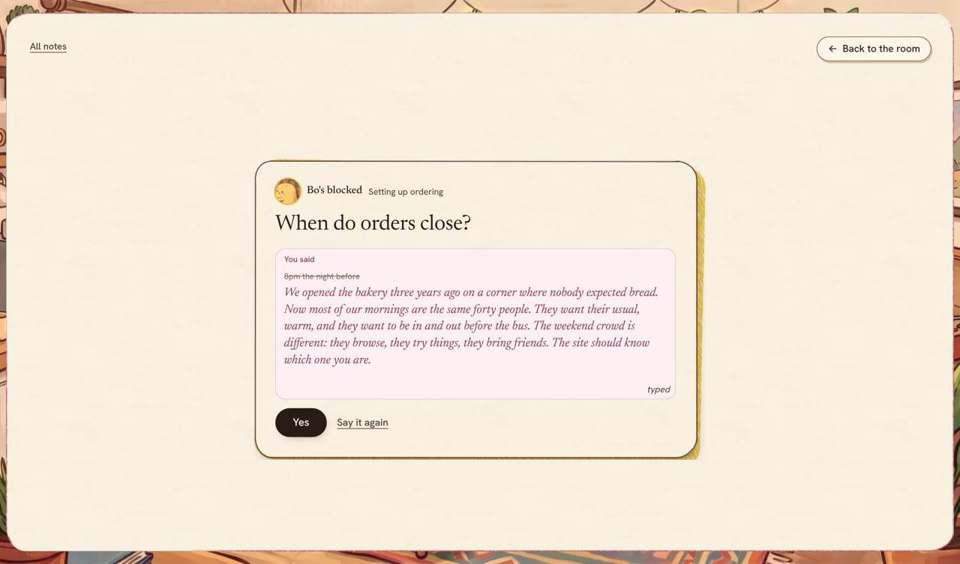 All notes
← Back to the room
Bo's blocked Setting up ordering
When do orders close?
You said
8pm the night before
We opened the bakery three years ago on a corner where nobody expected bread.
Now most of our mornings are the same forty people. They want their usual,
warm, and they want to be in and out before the bus. The weekend crowd is
different: they browse, they try things, they bring friends. The site should know
which one you are.
typed
Yes Say it again